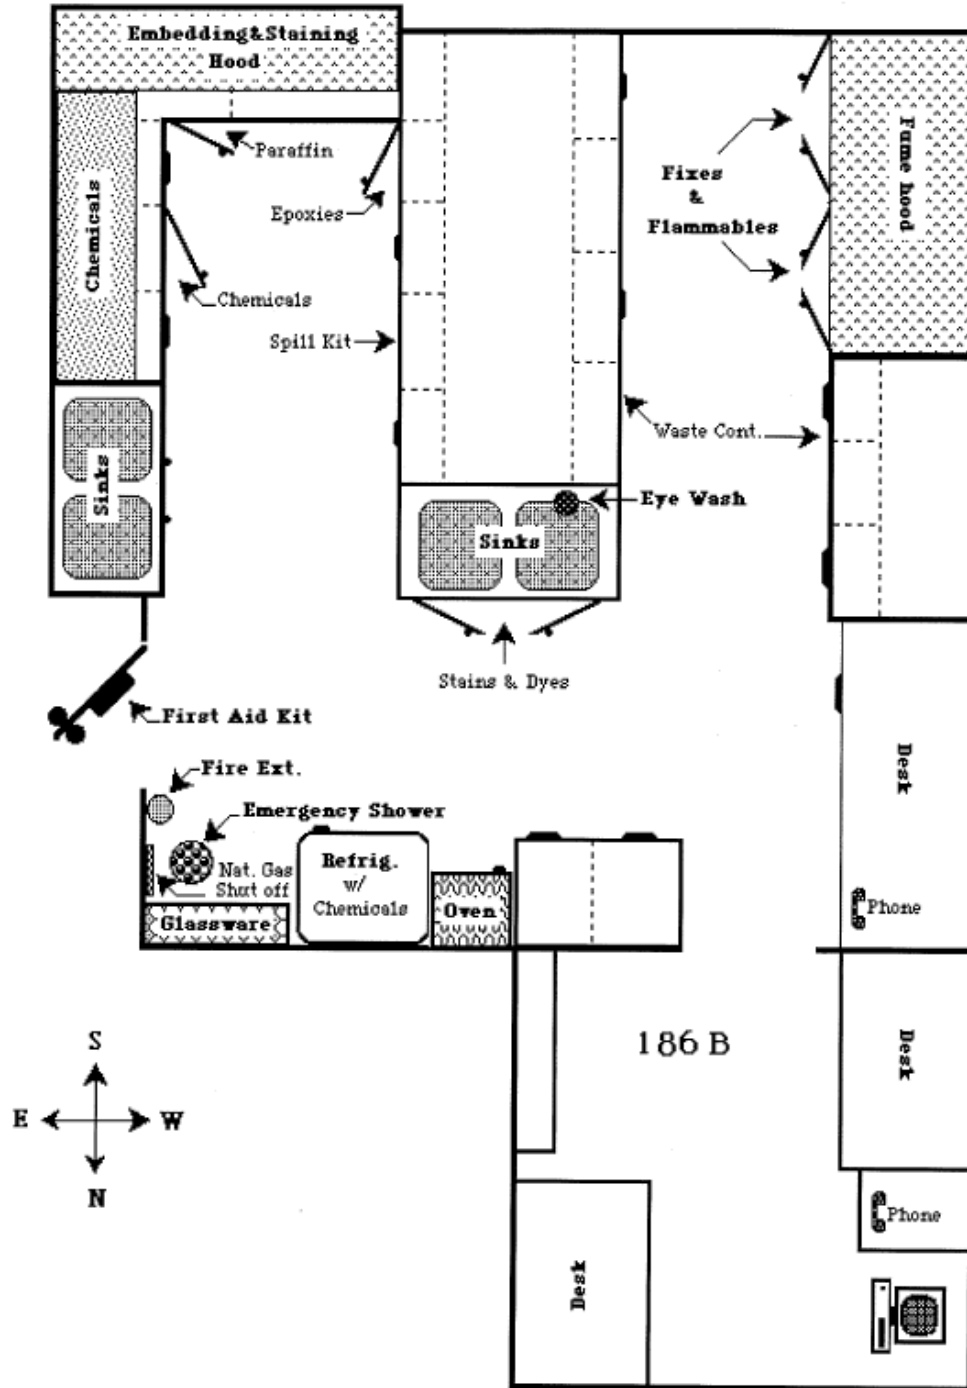 Embedding&Staining
Hood
Paraffin
Epoxies
Chemicals
Chemicals
Spill Kit
Sinks
Fixes
&
Flammables
Fume hood
Waste Cont.
Eye Wash
Sinks
Stains & Dyes
First Aid Kit
Fire Ext.
Emergency Shower
Nat. Gas
Shut off
Glassware
Refrig.
w/
Chemicals
Oven
Desk
Phone
186 B
Desk
S
E
W
N
Phone
Desk